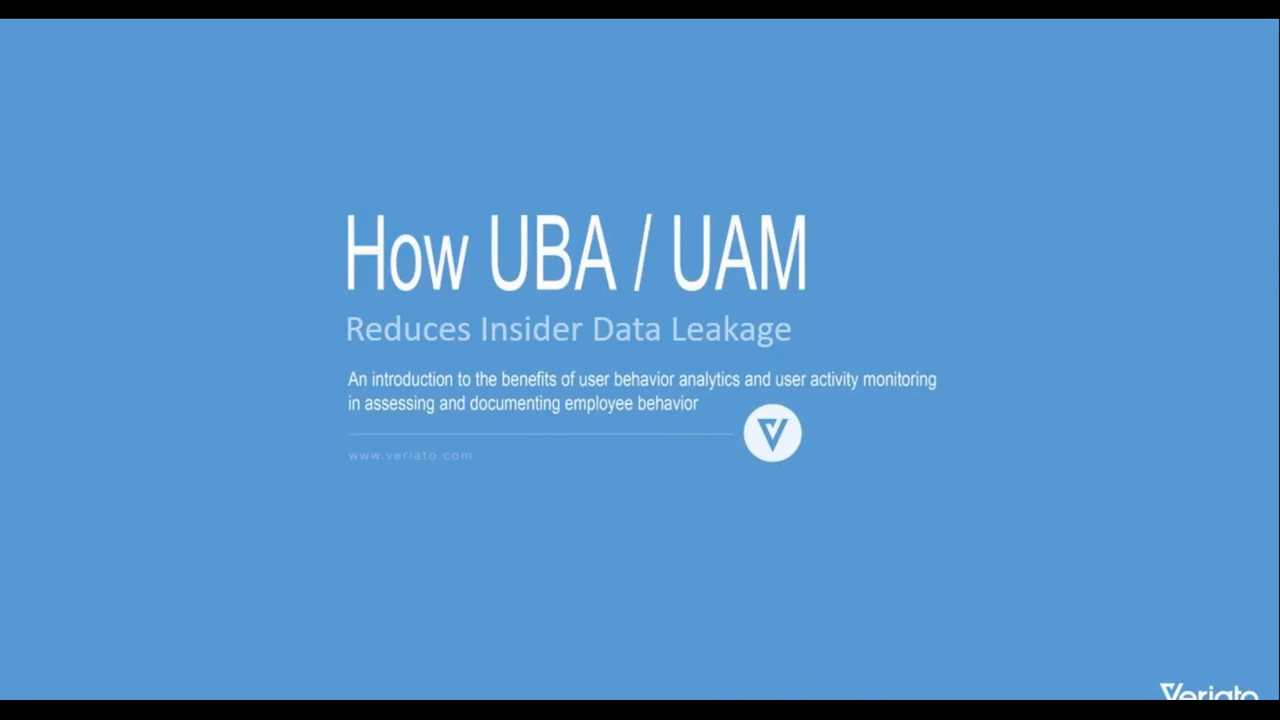 How UBA / UAM
Reduces Insider Data Leakage
An introduction to the benefits of user behavior analytics and user activity monitoring
in assessing and documenting employee behavior
www.veriato.com
Veriato